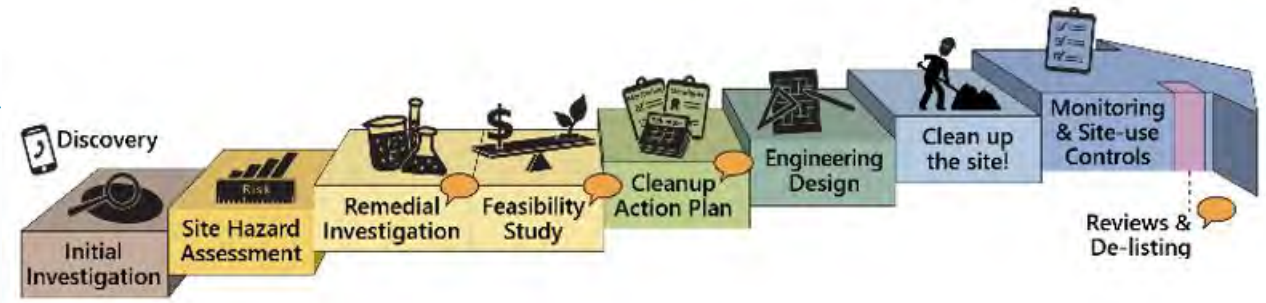 Discovery
Initial
Investigation
Risk
Site Hazard
Assessment
Remedial
Investigation
$
Feasibility
Study
Cleanup
Action Plan
Engineering
Design
Clean up
the site!
Monitoring
& Site-use
Controls
Reviews &
De-listing